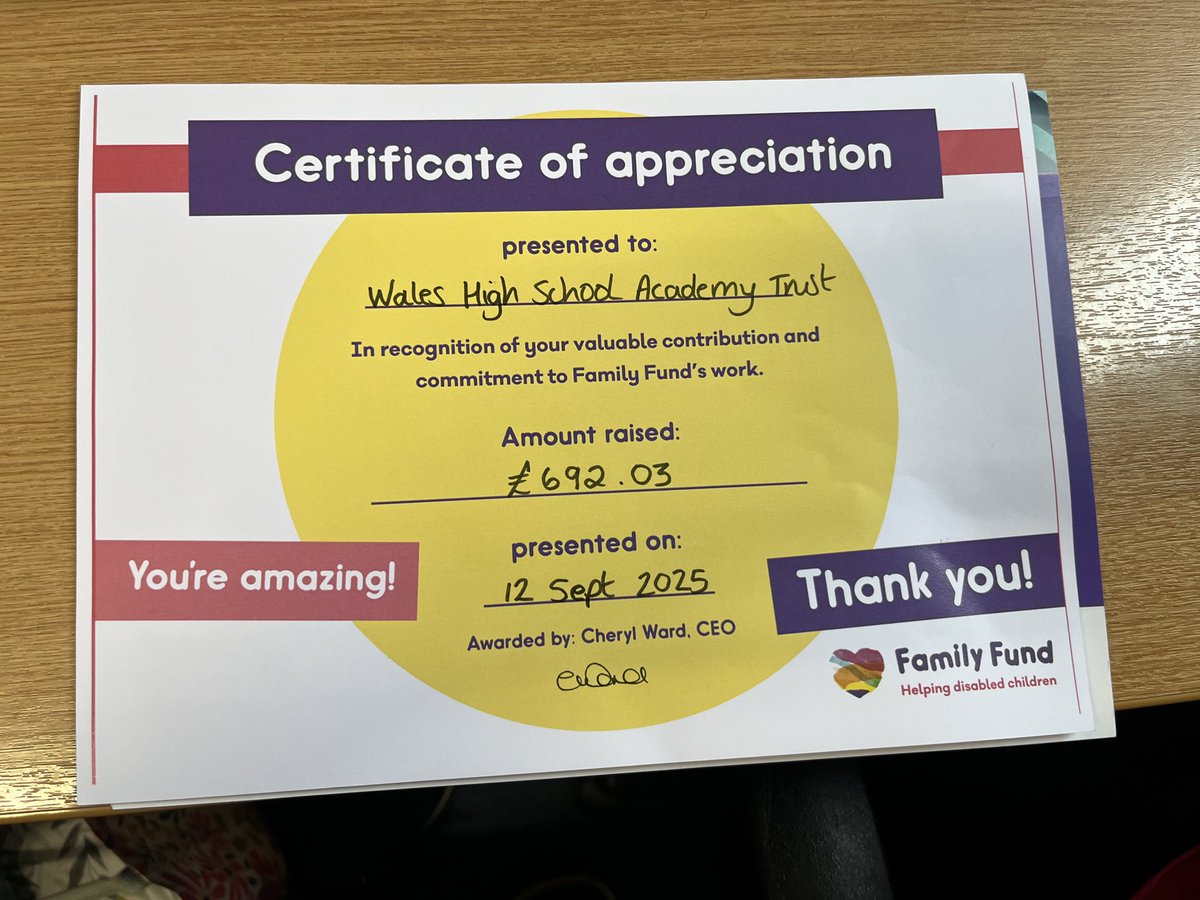 Certificate of appreciation
presented to:
Wales High School Academy Trust
In recognition of your valuable contribution and
commitment to Family Fund's work.
Amount raised:
£692.03
presented on:
12 Sept 2025
Awarded by: Cheryl Ward, CEO
You're amazing!
Thank you!
Family Fund
Helping disabled children